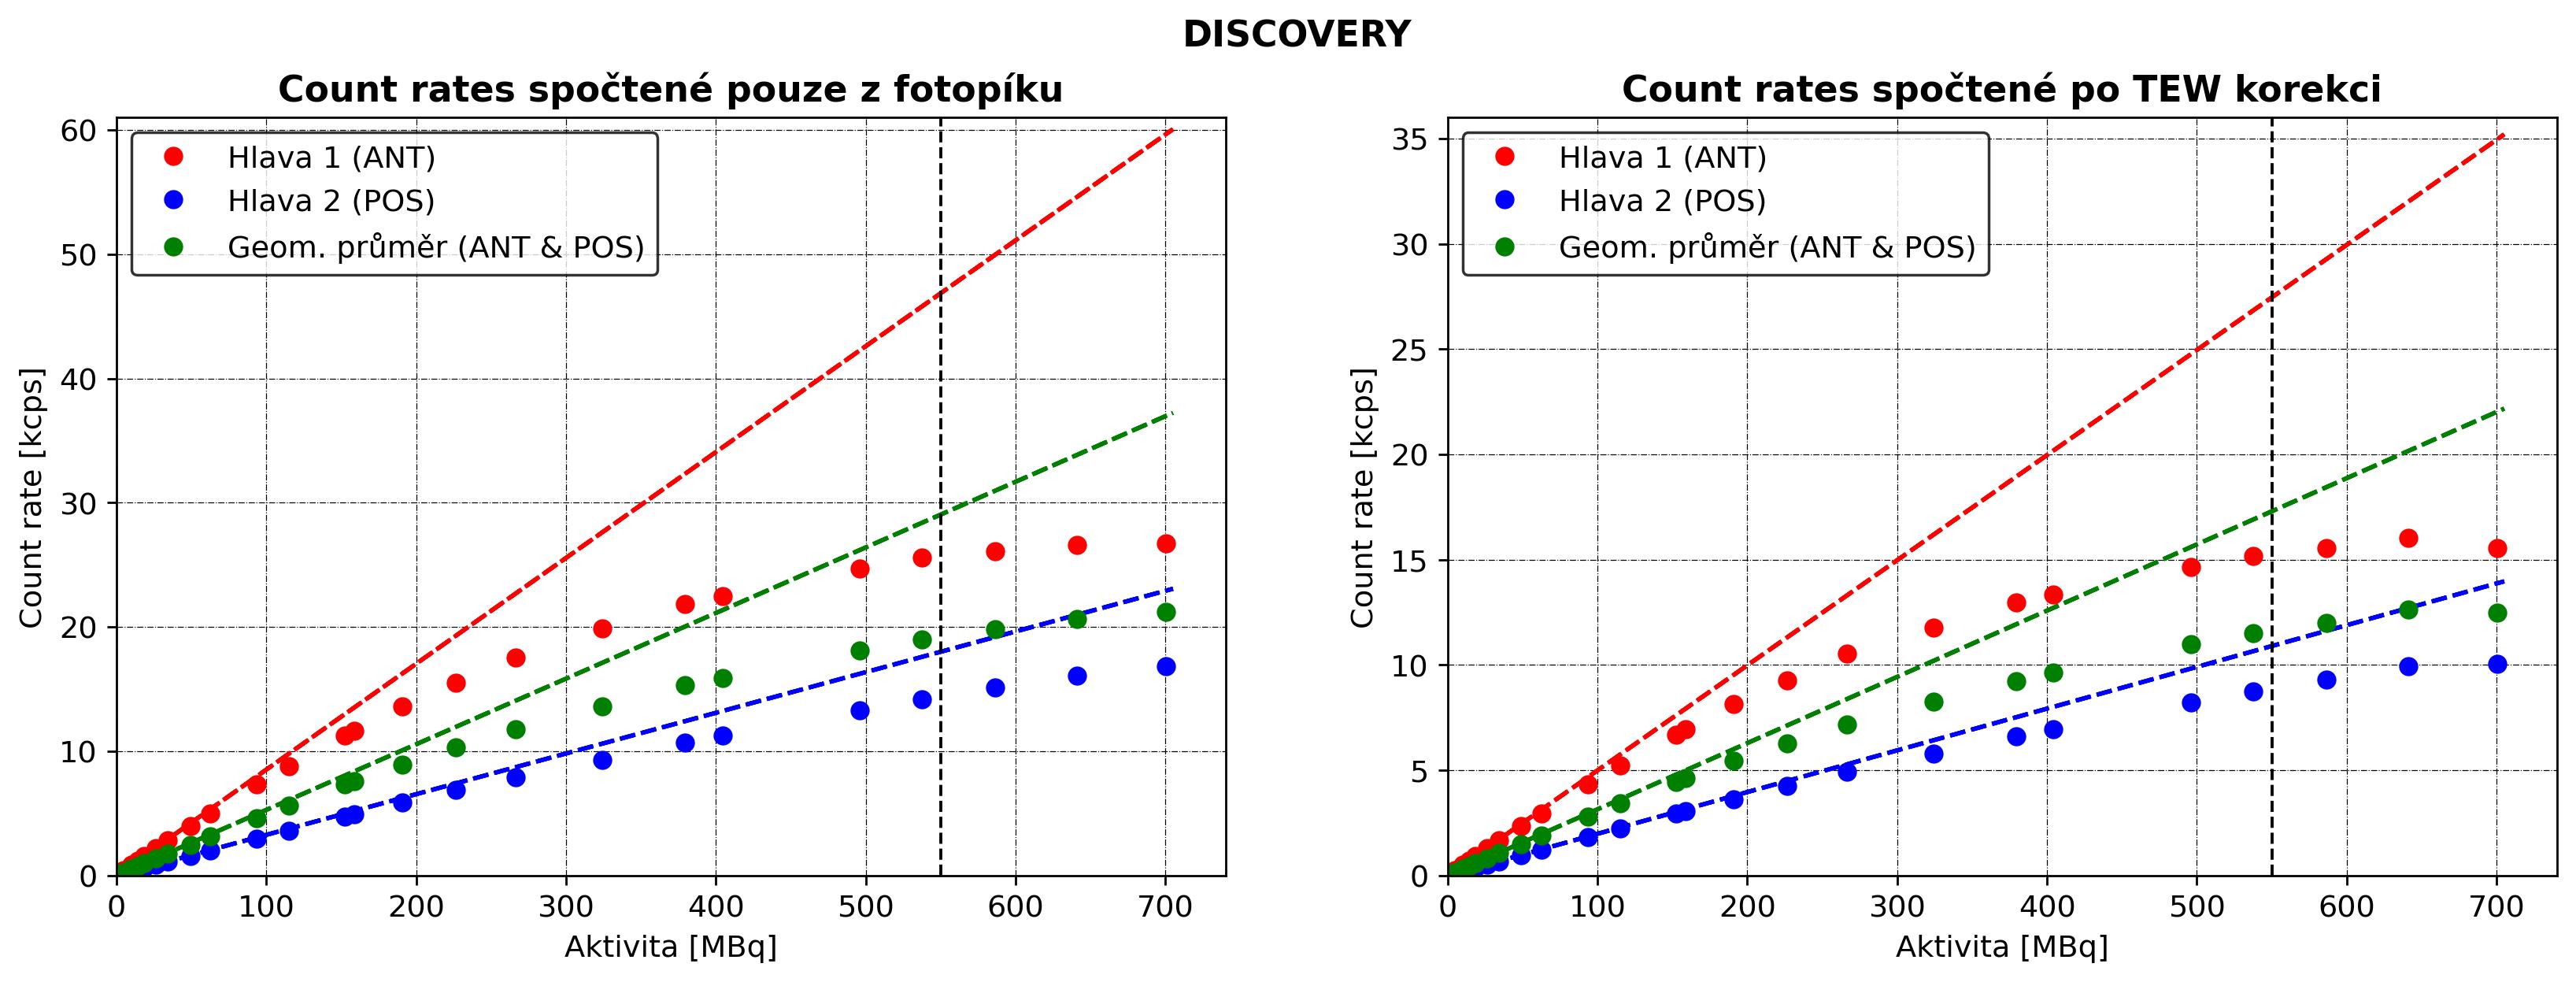 DISCOVERY
Count rates spočtené pouze z fotopíku
Count rate [kcps]
60
50
40
30
20
10
0
Hlava 1 (ANT)
Hlava 2 (POS)
Geom. průměr (ANT & POS)
0 100 200 300 400 500 600 700
Aktivita [MBq]
Count rates spočtené po TEW korekci
Count rate [kcps]
35
30
25
20
15
10
5
0
Hlava 1 (ANT)
Hlava 2 (POS)
Geom. průměr (ANT & POS)
0 100 200 300 400 500 600 700
Aktivita [MBq]